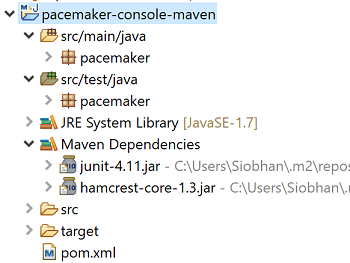 pacemaker-console-maven
src/main/java
pacemaker
src/test/java
pacemaker
JRE System Library [JavaSE-1.7]
Maven Dependencies
junit-4.11.jar - C:\Users\Siobhan\.m2\repos
hamcrest-core-1.3.jar - C:\Users\Siobhan\.
src
target
pom.xml